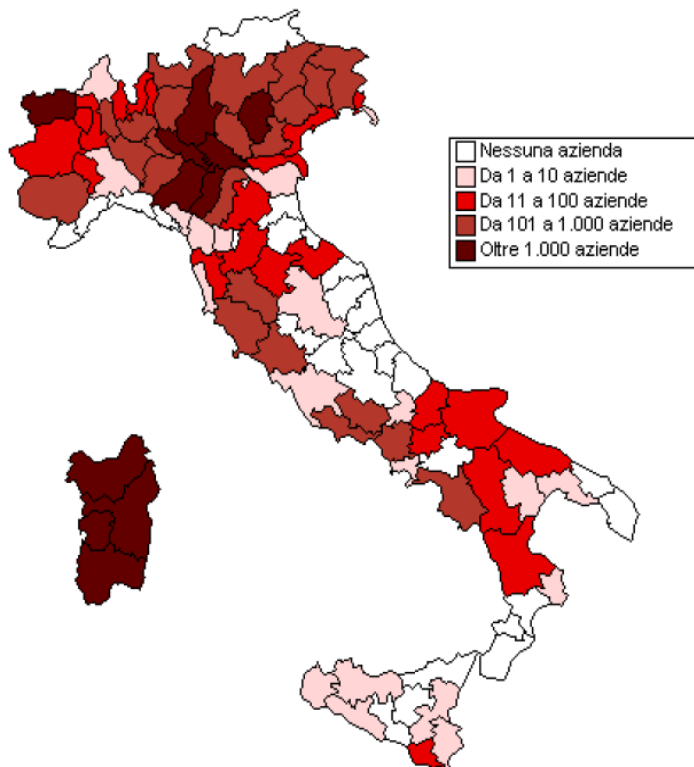 Nessuna azienda
Da 1 a 10 aziende
Da 11 a 100 aziende
Da 101 a 1.000 aziende
Oltre 1.000 aziende